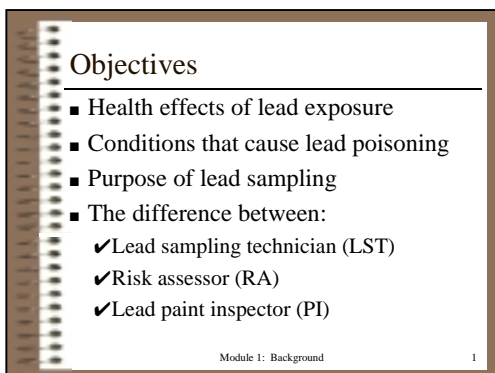 Objectives
■ Health effects of lead exposure
■ Conditions that cause lead poisoning
■ Purpose of lead sampling
■ The difference between:
✔Lead sampling technician (LST)
✔Risk assessor (RA)
✔Lead paint inspector (PI)
Module 1: Background 1